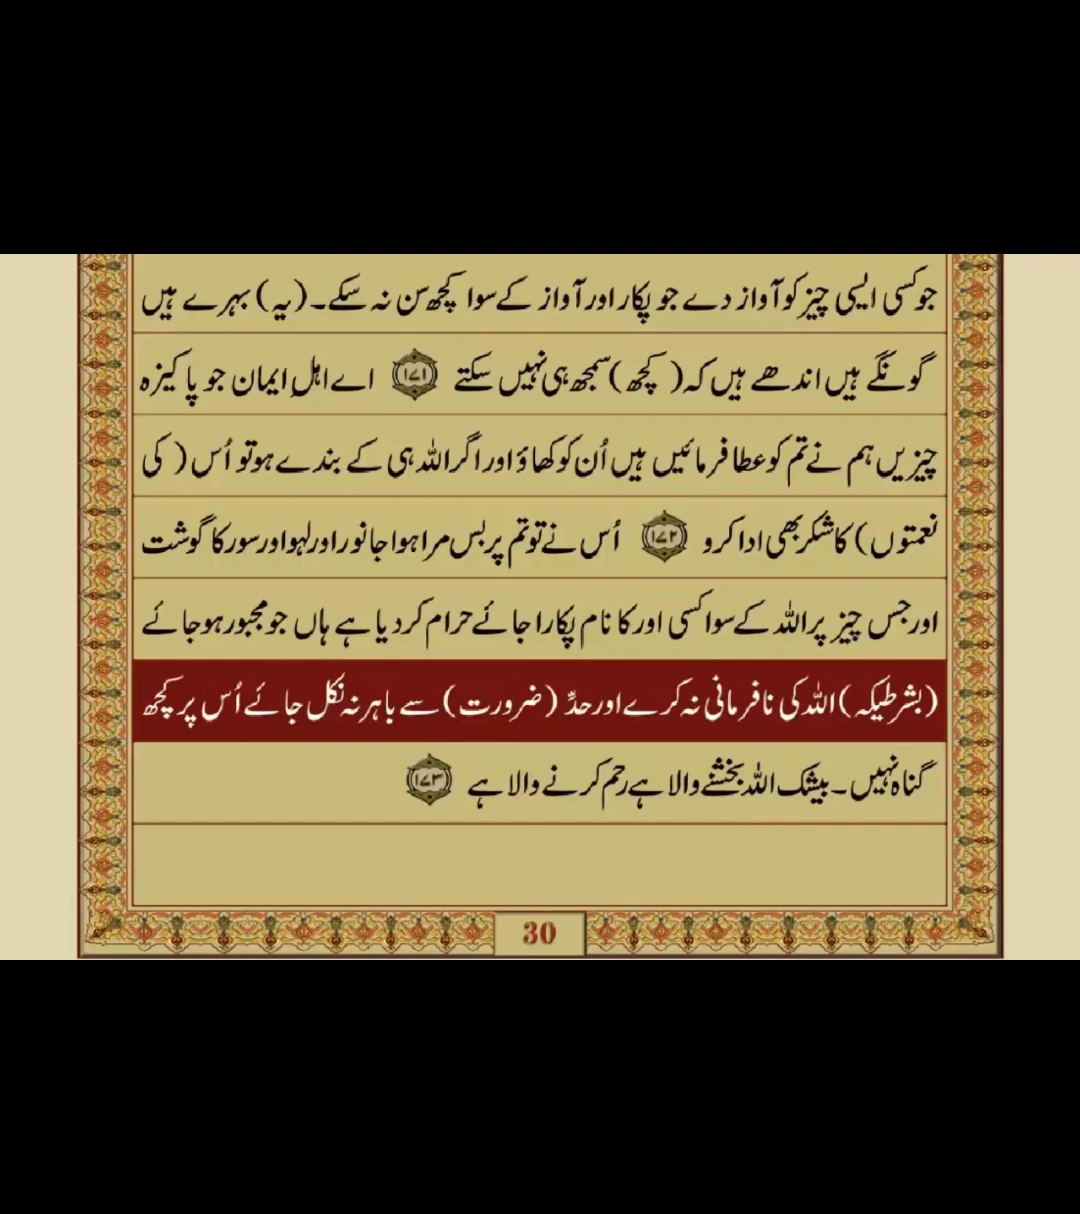 جو کسی ایسی چیز کو آواز دے جو پکار اور آواز کے سوا کچھ سن نہ سکے۔ (یہ) بہرے ہیں
گونگے ہیں اندھے ہیں کہ (کچھ) سمجھ ہی نہیں سکتے ﴿۱۷۱﴾ اے اہلِ ایمان جو پاکیزہ
چیزیں ہم نے تم کو عطا فرمائیں ہیں اُن کو کھاؤ اور اگر اللہ ہی کے بندے ہو تو اُس (کی
نعمتوں) کا شکر بھی ادا کرو ﴿۱۷۲﴾ اُس نے تو تم پر بس مرا ہوا جانور اور لہو اور سور کا گوشت
اور جس چیز پر اللہ کے سوا کسی اور کا نام پکارا جائے حرام کر دیا ہے ہاں جو مجبور ہو جائے
(بشرطیکہ) اللہ کی نافرمانی نہ کرے اور حدِّ (ضرورت) سے باہر نہ نکل جائے اُس پر کچھ
گناہ نہیں۔ بیشک اللہ بخشنے والا ہے رحم کرنے والا ہے ﴿۱۷۳﴾
30